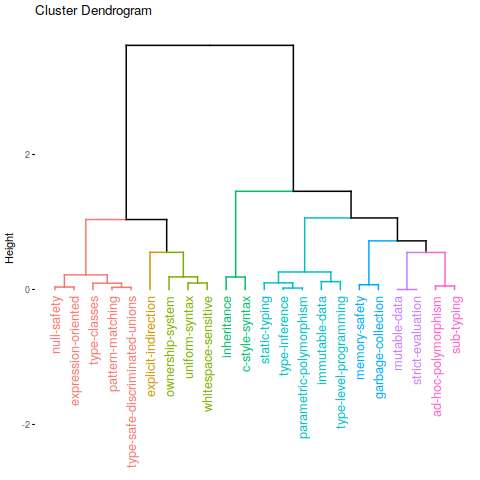 Cluster Dendrogram
Height
2
0
-2
null-safety
expression-oriented
type-classes
pattern-matching
type-safe-discriminated-unions
explicit-indirection
ownership-system
uniform-syntax
whitespace-sensitive
inheritance
c-style-syntax
static-typing
type-inference
parametric-polymorphism
immutable-data
type-level-programming
memory-safety
garbage-collection
mutable-data
strict-evaluation
ad-hoc-polymorphism
sub-typing